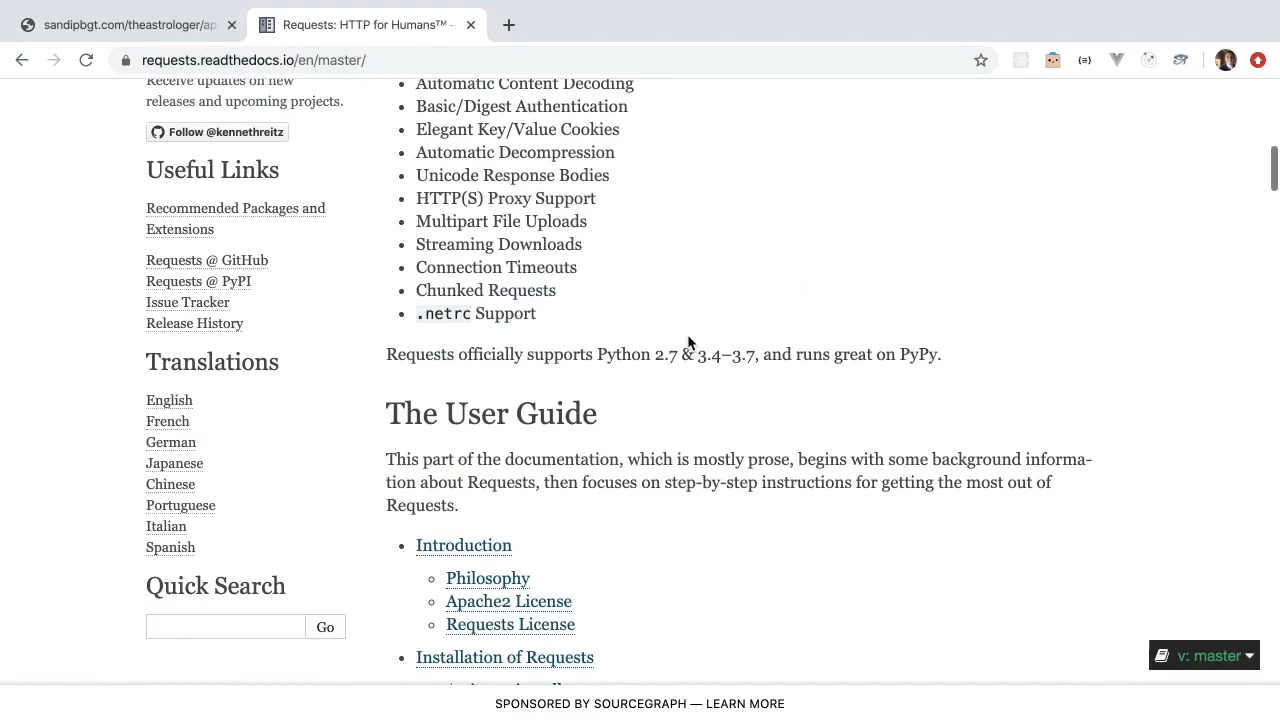 sandipbgt.com/theastrologer/ap
Requests: HTTP for Humans™ –
requests.readthedocs.io/en/master/
Receive updates on new
releases and upcoming projects.
Follow @kennethreitz
Useful Links
Recommended Packages and
Extensions
Requests @ GitHub
Requests @ PyPI
Issue Tracker
Release History
Translations
English
French
German
Japanese
Chinese
Portuguese
Italian
Spanish
Quick Search
Go
Automatic Content Decoding
Basic/Digest Authentication
Elegant Key/Value Cookies
Automatic Decompression
Unicode Response Bodies
HTTP(S) Proxy Support
Multipart File Uploads
Streaming Downloads
Connection Timeouts
Chunked Requests
.netrc Support
Requests officially supports Python 2.7 & 3.4–3.7, and runs great on PyPy.
The User Guide
This part of the documentation, which is mostly prose, begins with some background informa-
tion about Requests, then focuses on step-by-step instructions for getting the most out of
Requests.
Introduction
Philosophy
Apache2 License
Requests License
Installation of Requests
v: master
SPONSORED BY SOURCEGRAPH — LEARN MORE